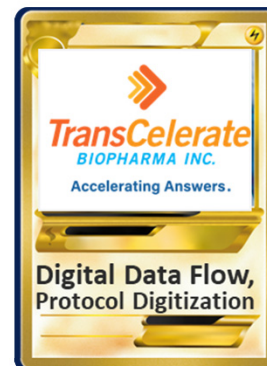 TransCelerate
BIOPHARMA INC.
Accelerating Answers.
Digital Data Flow,
Protocol Digitization